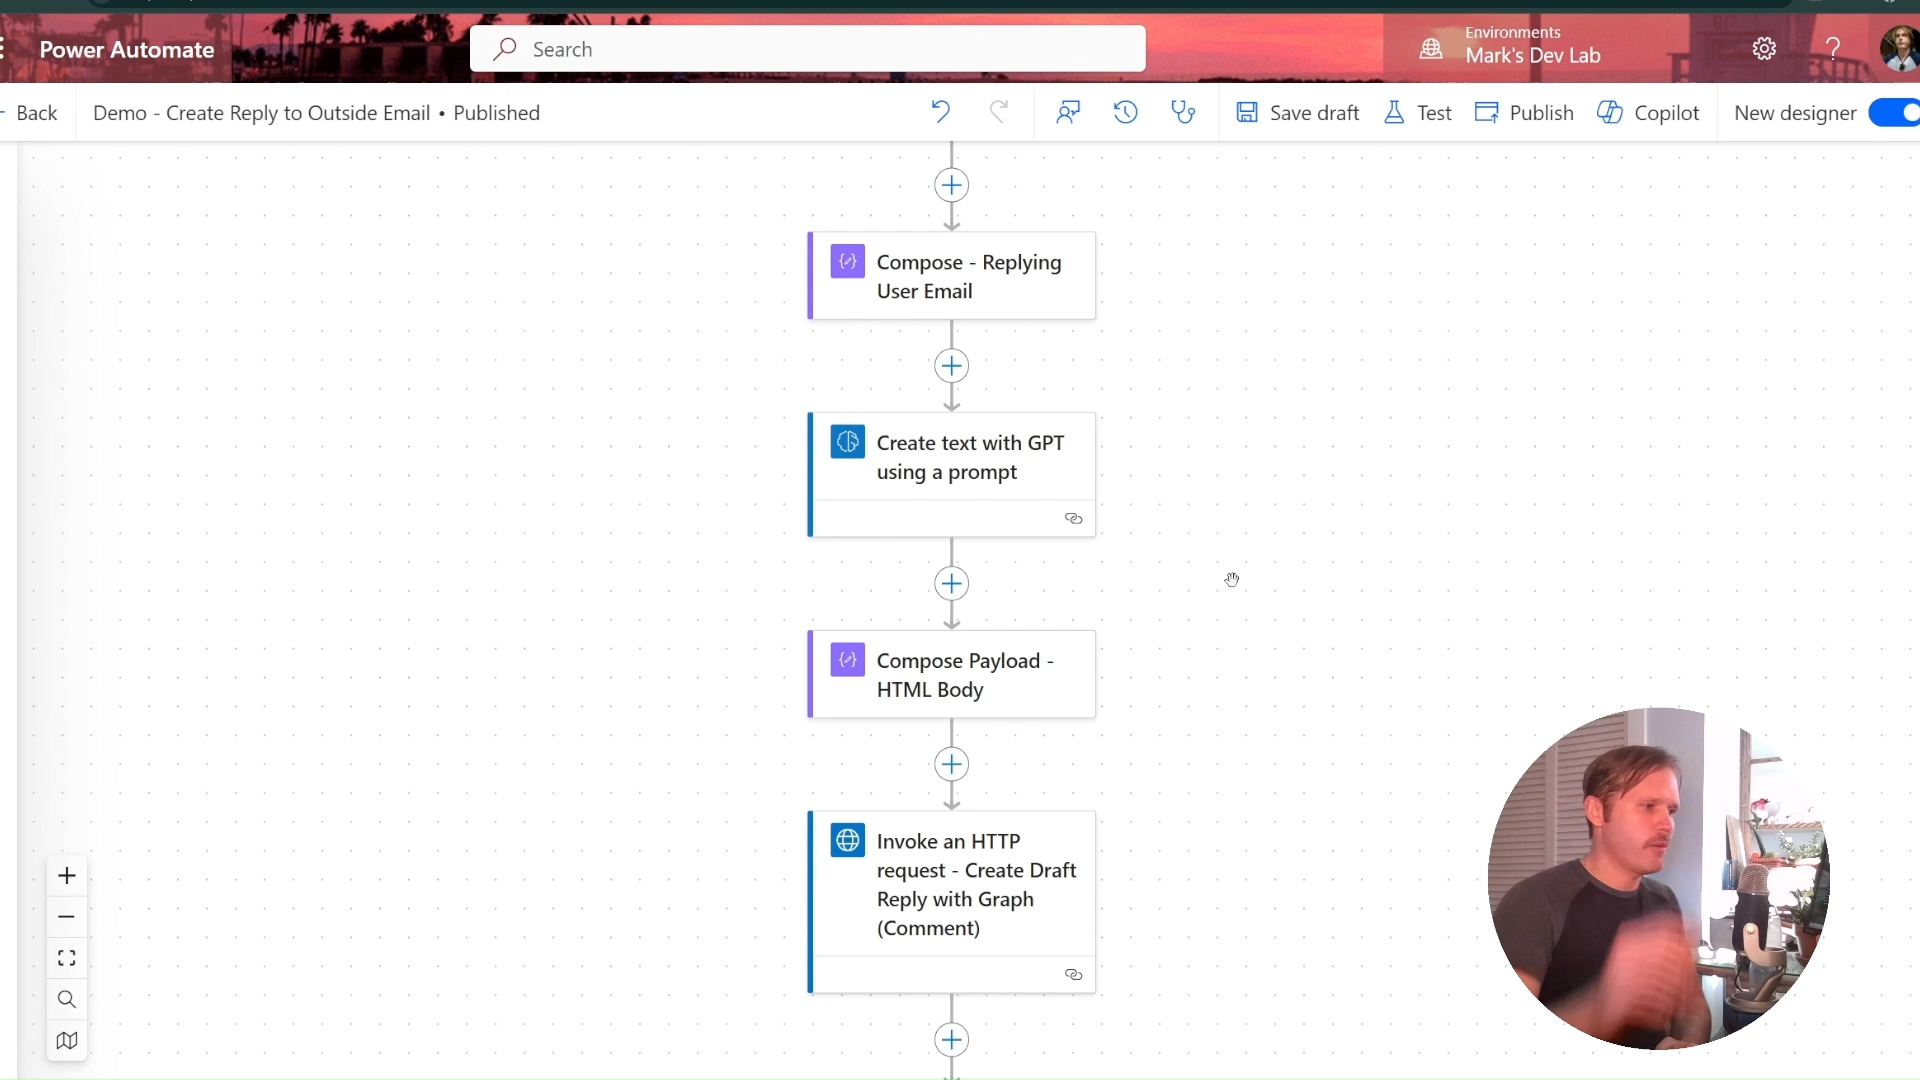 Power Automate
Search
Environments
Mark's Dev Lab
Back
Demo - Create Reply to Outside Email • Published
Save draft
Test
Publish
Copilot
New designer
Compose - Replying
User Email
Create text with GPT
using a prompt
Compose Payload -
HTML Body
Invoke an HTTP
request - Create Draft
Reply with Graph
(Comment)